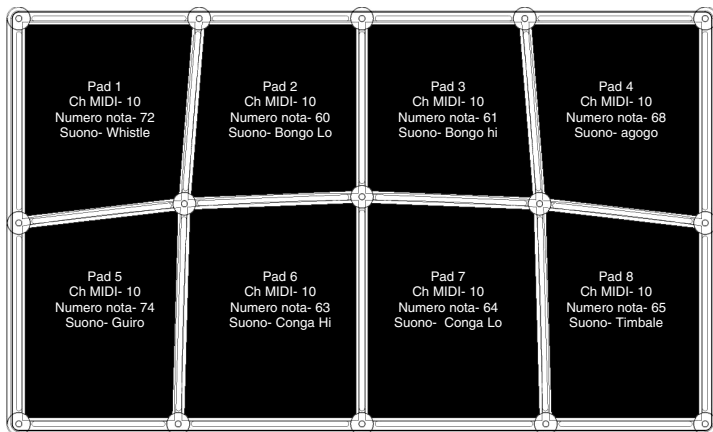 Pad 1
Ch MIDI- 10
Numero nota- 72
Suono- Whistle
Pad 2
Ch MIDI- 10
Numero nota- 60
Suono- Bongo Lo
Pad 3
Ch MIDI- 10
Numero nota- 61
Suono- Bongo hi
Pad 4
Ch MIDI- 10
Numero nota- 68
Suono- agogo
Pad 5
Ch MIDI- 10
Numero nota- 74
Suono- Guiro
Pad 6
Ch MIDI- 10
Numero nota- 63
Suono- Conga Hi
Pad 7
Ch MIDI- 10
Numero nota- 64
Suono-  Conga Lo
Pad 8
Ch MIDI- 10
Numero nota- 65
Suono- Timbale